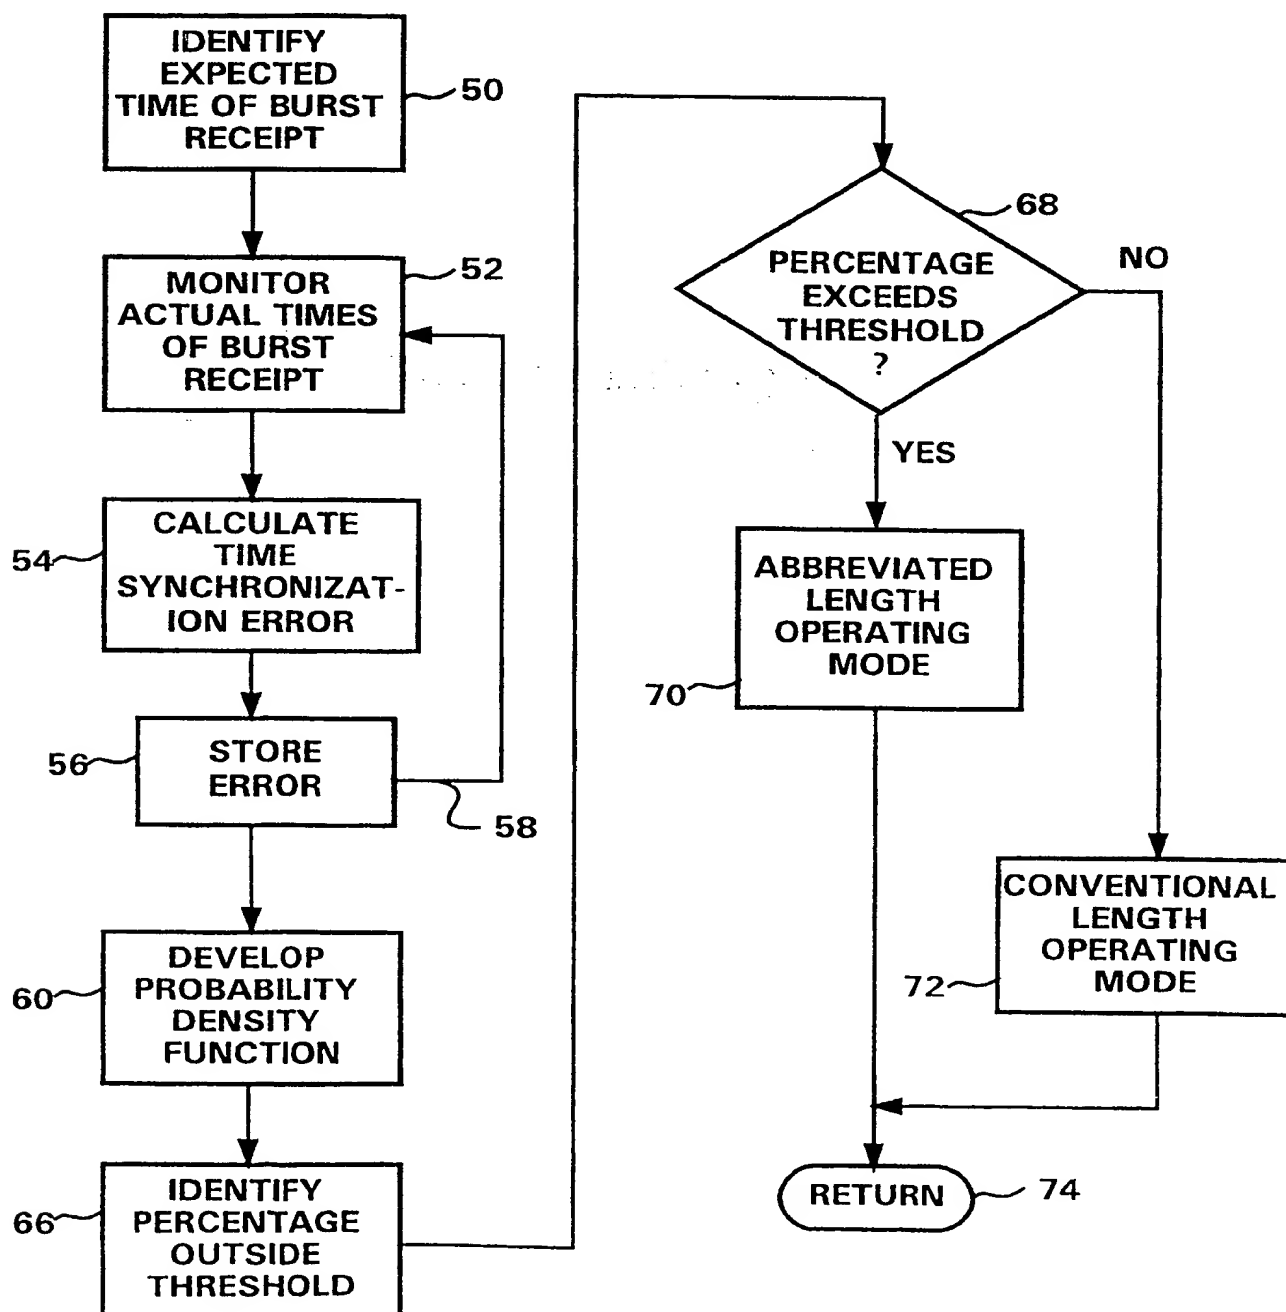 IDENTIFY
EXPECTED
TIME OF BURST
RECEIPT
50
MONITOR
ACTUAL TIMES
OF BURST
RECEIPT
52
CALCULATE
TIME
SYNCHRONIZAT-
ION ERROR
54
STORE
ERROR
56
58
DEVELOP
PROBABILITY
DENSITY
FUNCTION
60
IDENTIFY
PERCENTAGE
OUTSIDE
THRESHOLD
66
PERCENTAGE
EXCEEDS
THRESHOLD
?
68
NO
YES
ABBREVIATED
LENGTH
OPERATING
MODE
70
CONVENTIONAL
LENGTH
OPERATING
MODE
72
RETURN
74